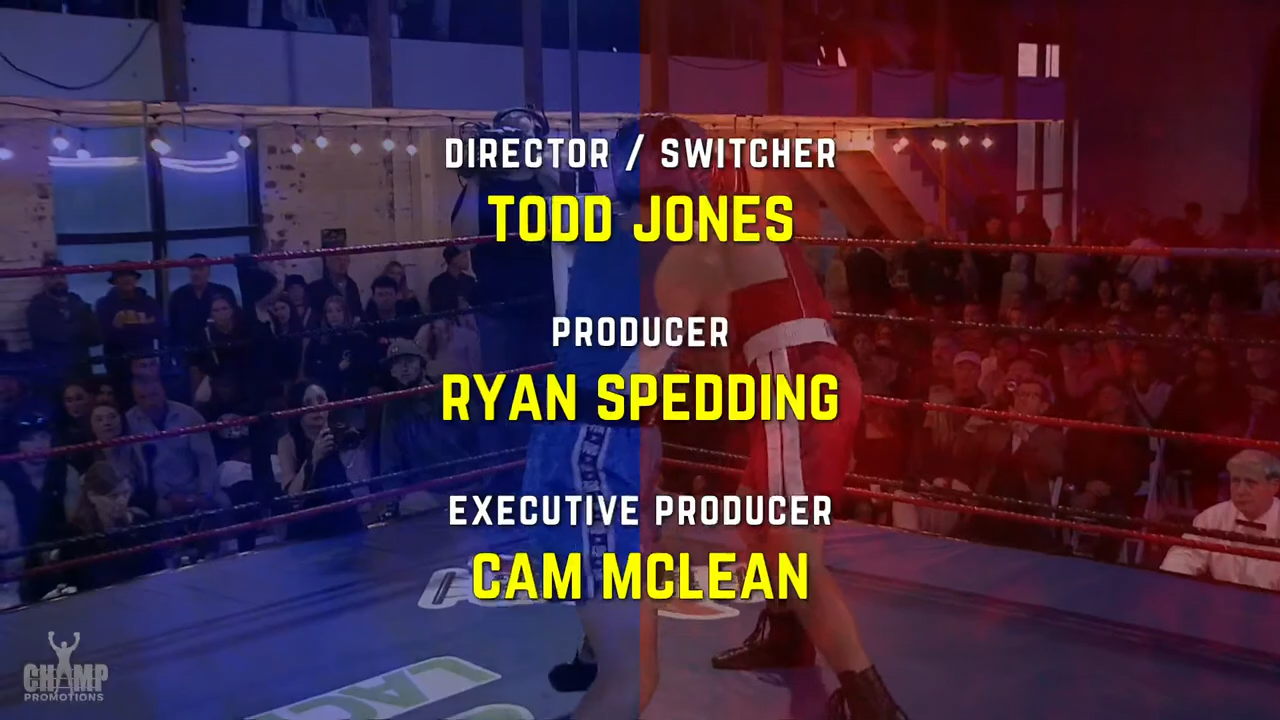 DIRECTOR / SWITCHER
TODD JONES
PRODUCER
RYAN SPEDDING
EXECUTIVE PRODUCER
CAM MCLEAN
CHAMP
PROMOTIONS